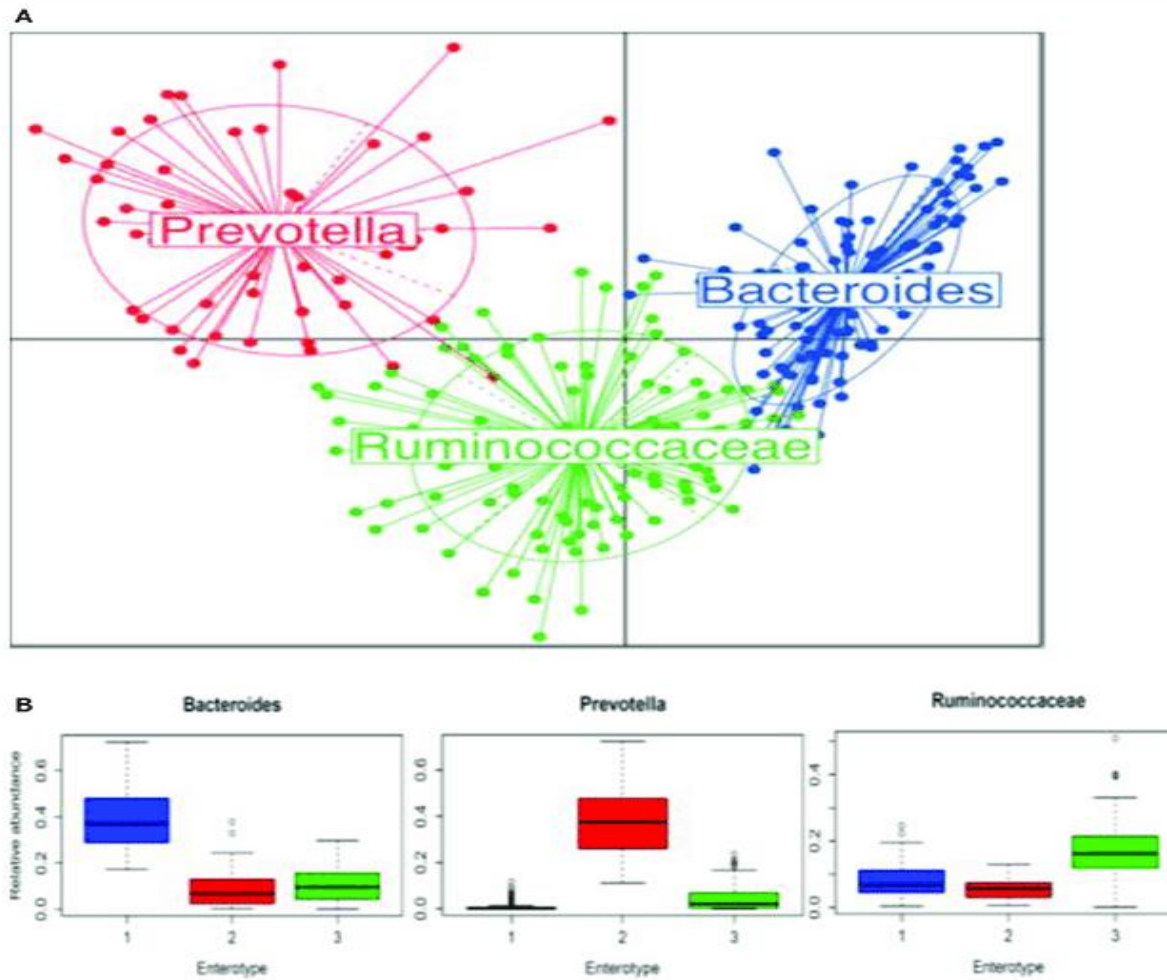 A
Prevotella
Bacteroides
Ruminococcaceae
B
Bacteroides
Prevotella
Ruminococcaceae
Relative abundance
0.0 0.2 0.4 0.6
0.0 0.2 0.4 0.6
0.0 0.2 0.4
1 2 3
1 2 3
1 2 3
Enterotype
Enterotype
Enterotype